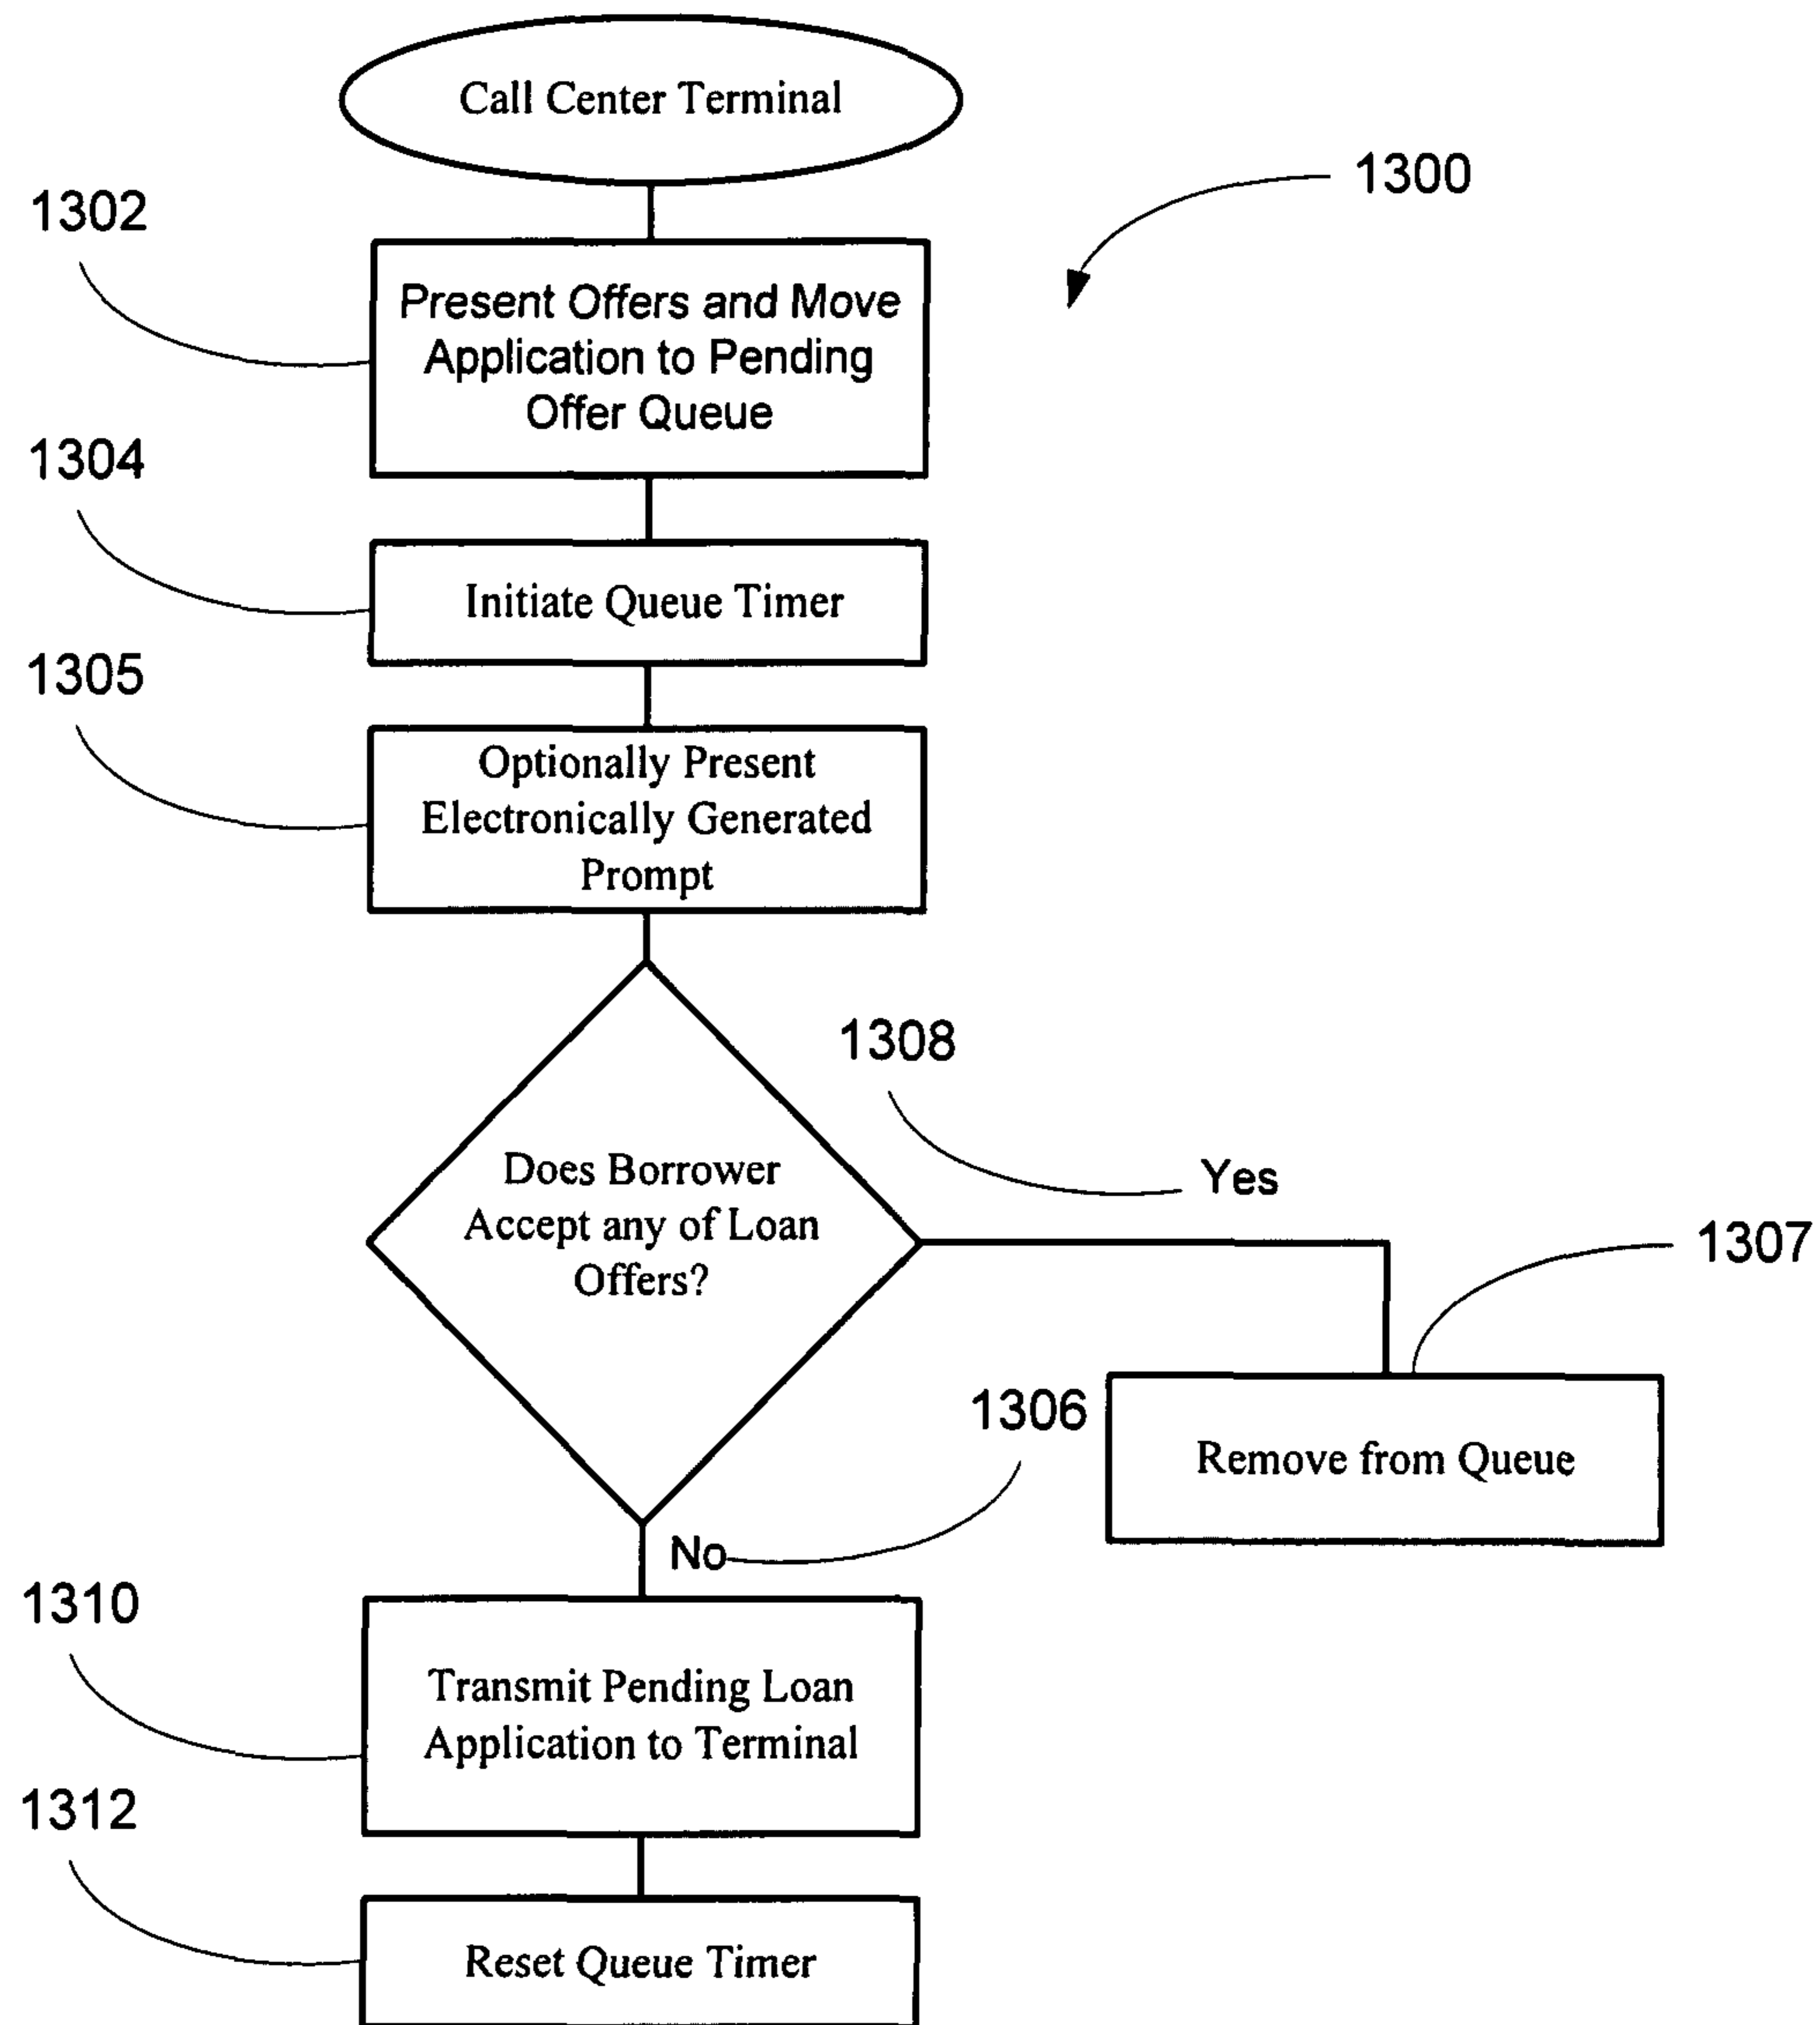 Call Center Terminal
1300
1302
Present Offers and Move
Application to Pending
Offer Queue
1304
Initiate Queue Timer
1305
Optionally Present
Electronically Generated
Prompt
1308
Does Borrower
Accept any of Loan
Offers?
Yes
1307
1306
Remove from Queue
No
1310
Transmit Pending Loan
Application to Terminal
1312
Reset Queue Timer